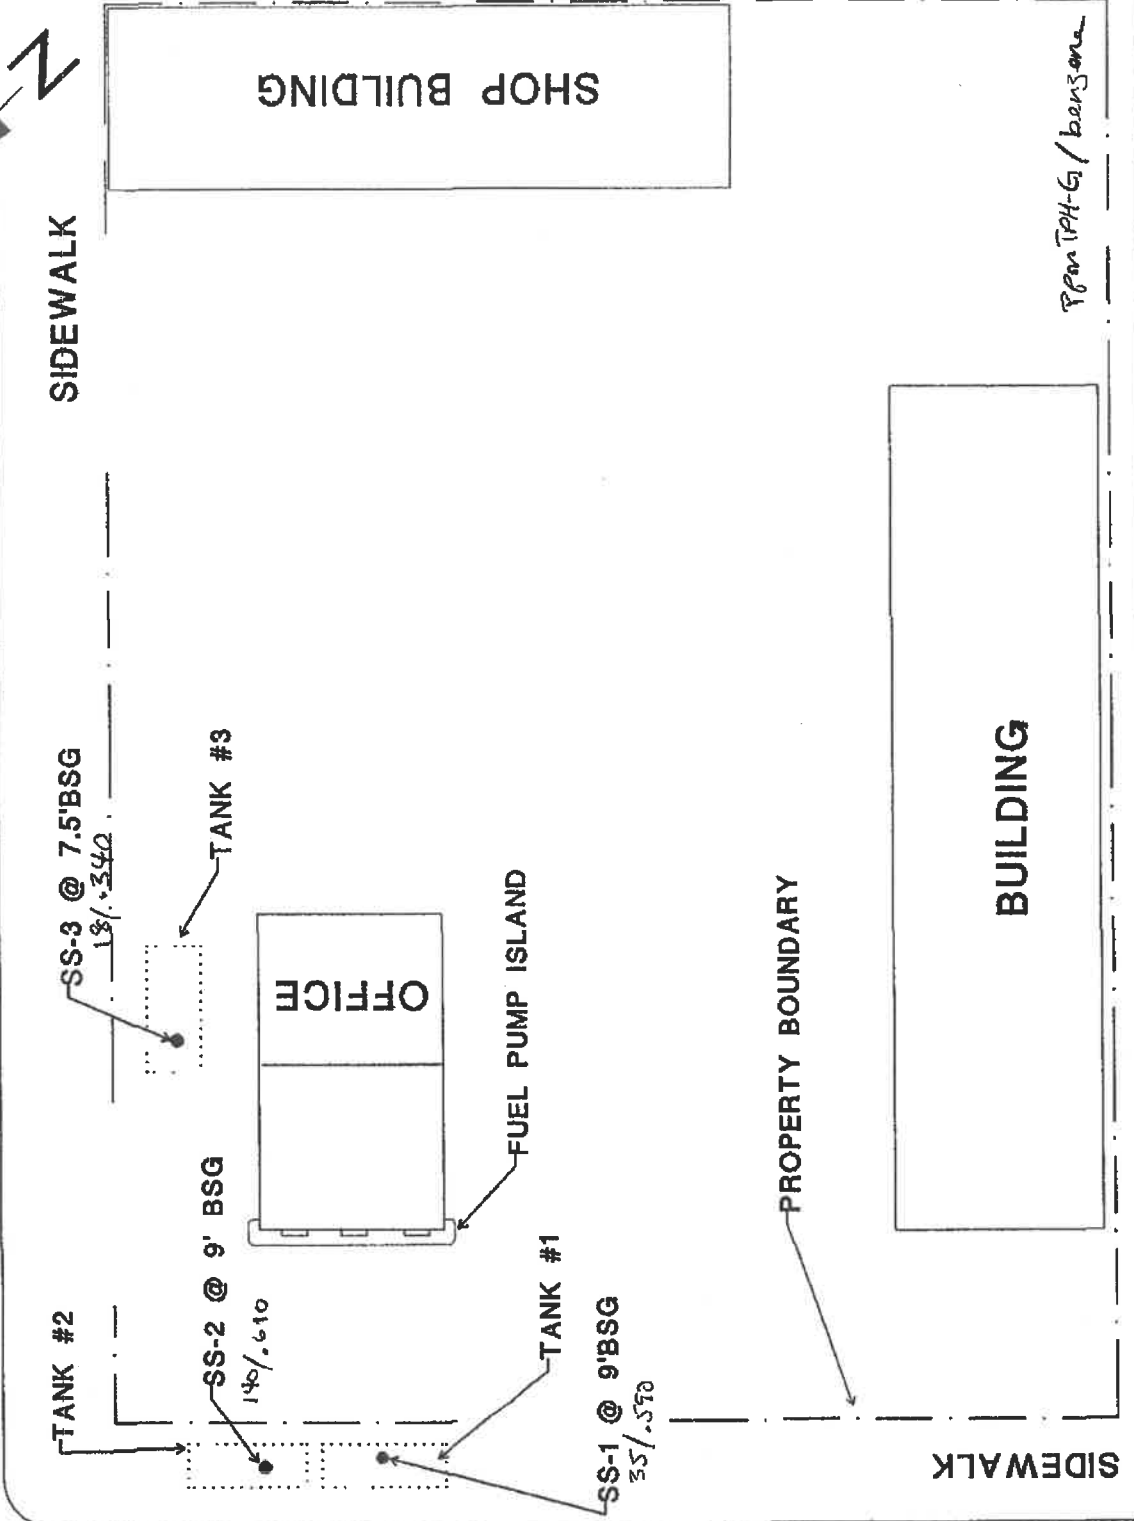 N
SIDEWALK
SHOP BUILDING
ppm TPH-G/benzene
SS-3 @ 7.5'BSG
18/.340
TANK #3
OFFICE
FUEL PUMP ISLAND
TANK #2
SS-2 @ 9' BSG
140/.610
TANK #1
SS-1 @ 9'BSG
35/.590
PROPERTY BOUNDARY
BUILDING
SIDEWALK